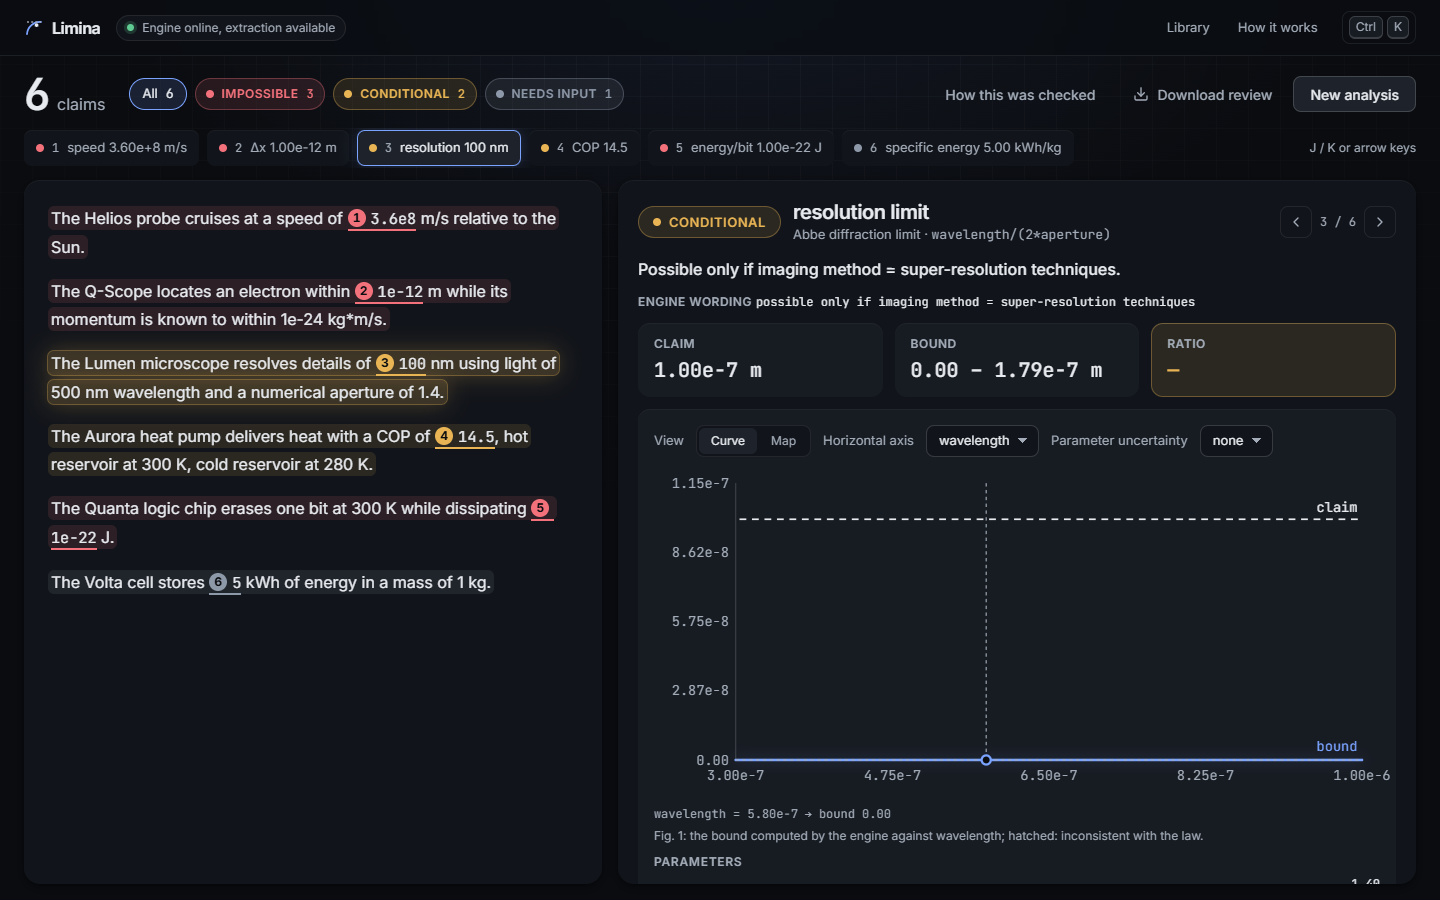 Limina
Engine online, extraction available
Library
How it works
Ctrl K
6 claims
All 6
IMPOSSIBLE 3
CONDITIONAL 2
NEEDS INPUT 1
How this was checked
Download review
New analysis
1 speed 3.60e+8 m/s
2 Δx 1.00e-12 m
3 resolution 100 nm
4 COP 14.5
5 energy/bit 1.00e-22 J
6 specific energy 5.00 kWh/kg
J / K or arrow keys
The Helios probe cruises at a speed of 1 3.6e8 m/s relative to the
Sun.
The Q-Scope locates an electron within 2 1e-12 m while its
momentum is known to within 1e-24 kg*m/s.
The Lumen microscope resolves details of 3 100 nm using light of
500 nm wavelength and a numerical aperture of 1.4.
The Aurora heat pump delivers heat with a COP of 4 14.5, hot
reservoir at 300 K, cold reservoir at 280 K.
The Quanta logic chip erases one bit at 300 K while dissipating 5
1e-22 J.
The Volta cell stores 6 5 kWh of energy in a mass of 1 kg.
CONDITIONAL
resolution limit
Abbe diffraction limit · wavelength/(2*aperture)
3 / 6
Possible only if imaging method = super-resolution techniques.
ENGINE WORDING possible only if imaging method = super-resolution techniques
CLAIM
1.00e-7 m
BOUND
0.00 – 1.79e-7 m
RATIO
—
View
Curve
Map
Horizontal axis
wavelength
Parameter uncertainty
none
1.15e-7
claim
8.62e-8
5.75e-8
2.87e-8
bound
0.00
3.00e-7
4.75e-7
6.50e-7
8.25e-7
1.00e-6
wavelength = 5.80e-7 → bound 0.00
Fig. 1: the bound computed by the engine against wavelength; hatched: inconsistent with the law.
PARAMETERS
1.40